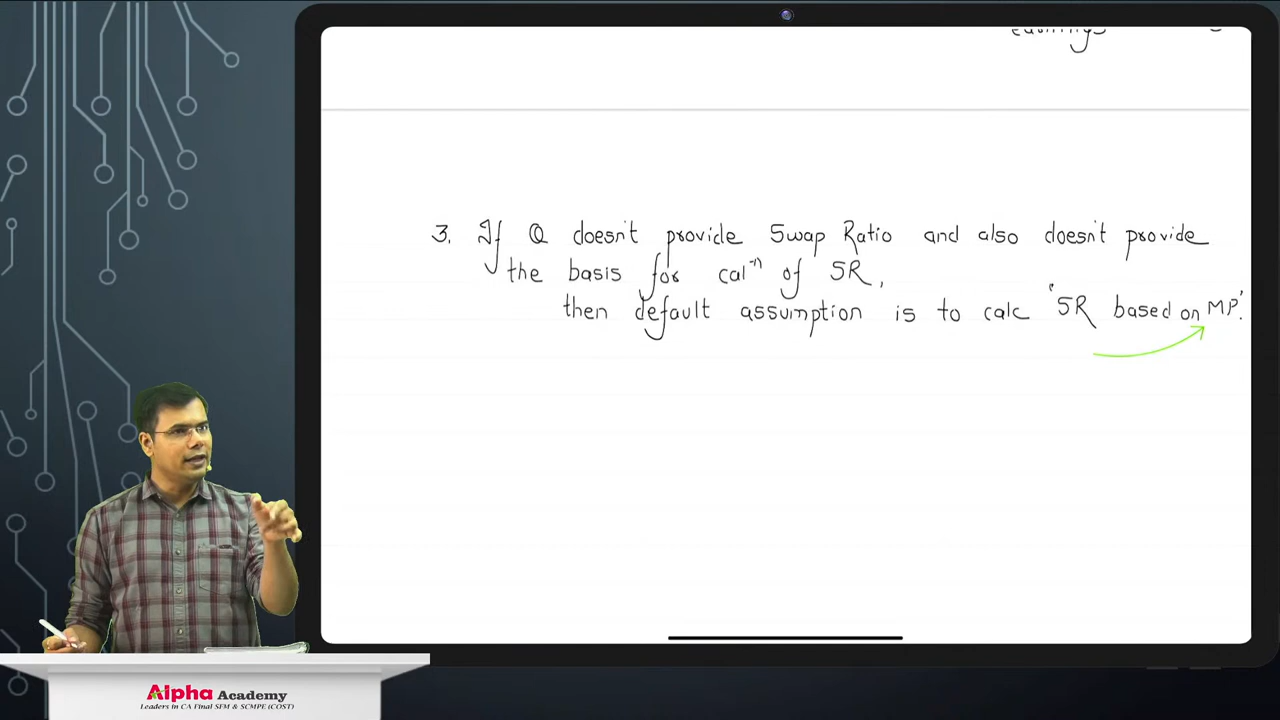 earnings
3. If Q doesn't provide Swap Ratio and also doesn't provide
the basis for calⁿ of SR,
then default assumption is to calc 'SR based on MP'.
Alpha Academy
Leaders in CA Final SFM & SCMPE (COST)